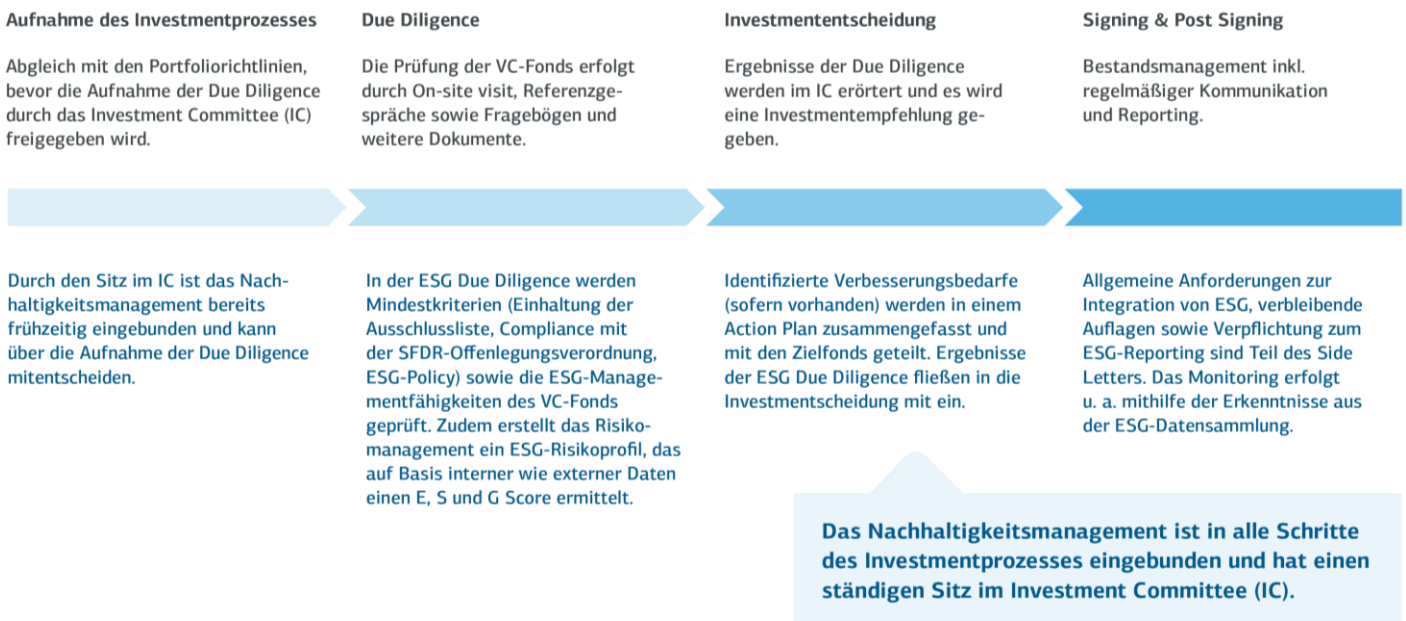 Aufnahme des Investmentprozesses
Abgleich mit den Portfoliorichtlinien,
bevor die Aufnahme der Due Diligence
durch das Investment Committee (IC)
freigegeben wird.
Due Diligence
Die Prüfung der VC-Fonds erfolgt
durch On-site visit, Referenzge-
spräche sowie Fragebögen und
weitere Dokumente.
Investmententscheidung
Ergebnisse der Due Diligence
werden im IC erörtert und es wird
eine Investmentempfehlung ge-
geben.
Signing & Post Signing
Bestandsmanagement inkl.
regelmäßiger Kommunikation
und Reporting.
Durch den Sitz im IC ist das Nach-
haltigkeitsmanagement bereits
frühzeitig eingebunden und kann
über die Aufnahme der Due Diligence
mitentscheiden.
In der ESG Due Diligence werden
Mindestkriterien (Einhaltung der
Ausschlussliste, Compliance mit
der SFDR-Offenlegungsverordnung,
ESG-Policy) sowie die ESG-Manage-
mentfähigkeiten des VC-Fonds
geprüft. Zudem erstellt das Risiko-
management ein ESG-Risikoprofil, das
auf Basis interner wie externer Daten
einen E, S und G Score ermittelt.
Identifizierte Verbesserungsbedarfe
(sofern vorhanden) werden in einem
Action Plan zusammengefasst und
mit den Zielfonds geteilt. Ergebnisse
der ESG Due Diligence fließen in die
Investmentscheidung mit ein.
Allgemeine Anforderungen zur
Integration von ESG, verbleibende
Auflagen sowie Verpflichtung zum
ESG-Reporting sind Teil des Side
Letters. Das Monitoring erfolgt
u. a. mithilfe der Erkenntnisse aus
der ESG-Datensammlung.
Das Nachhaltigkeitsmanagement ist in alle Schritte
des Investmentprozesses eingebunden und hat einen
ständigen Sitz im Investment Committee (IC).